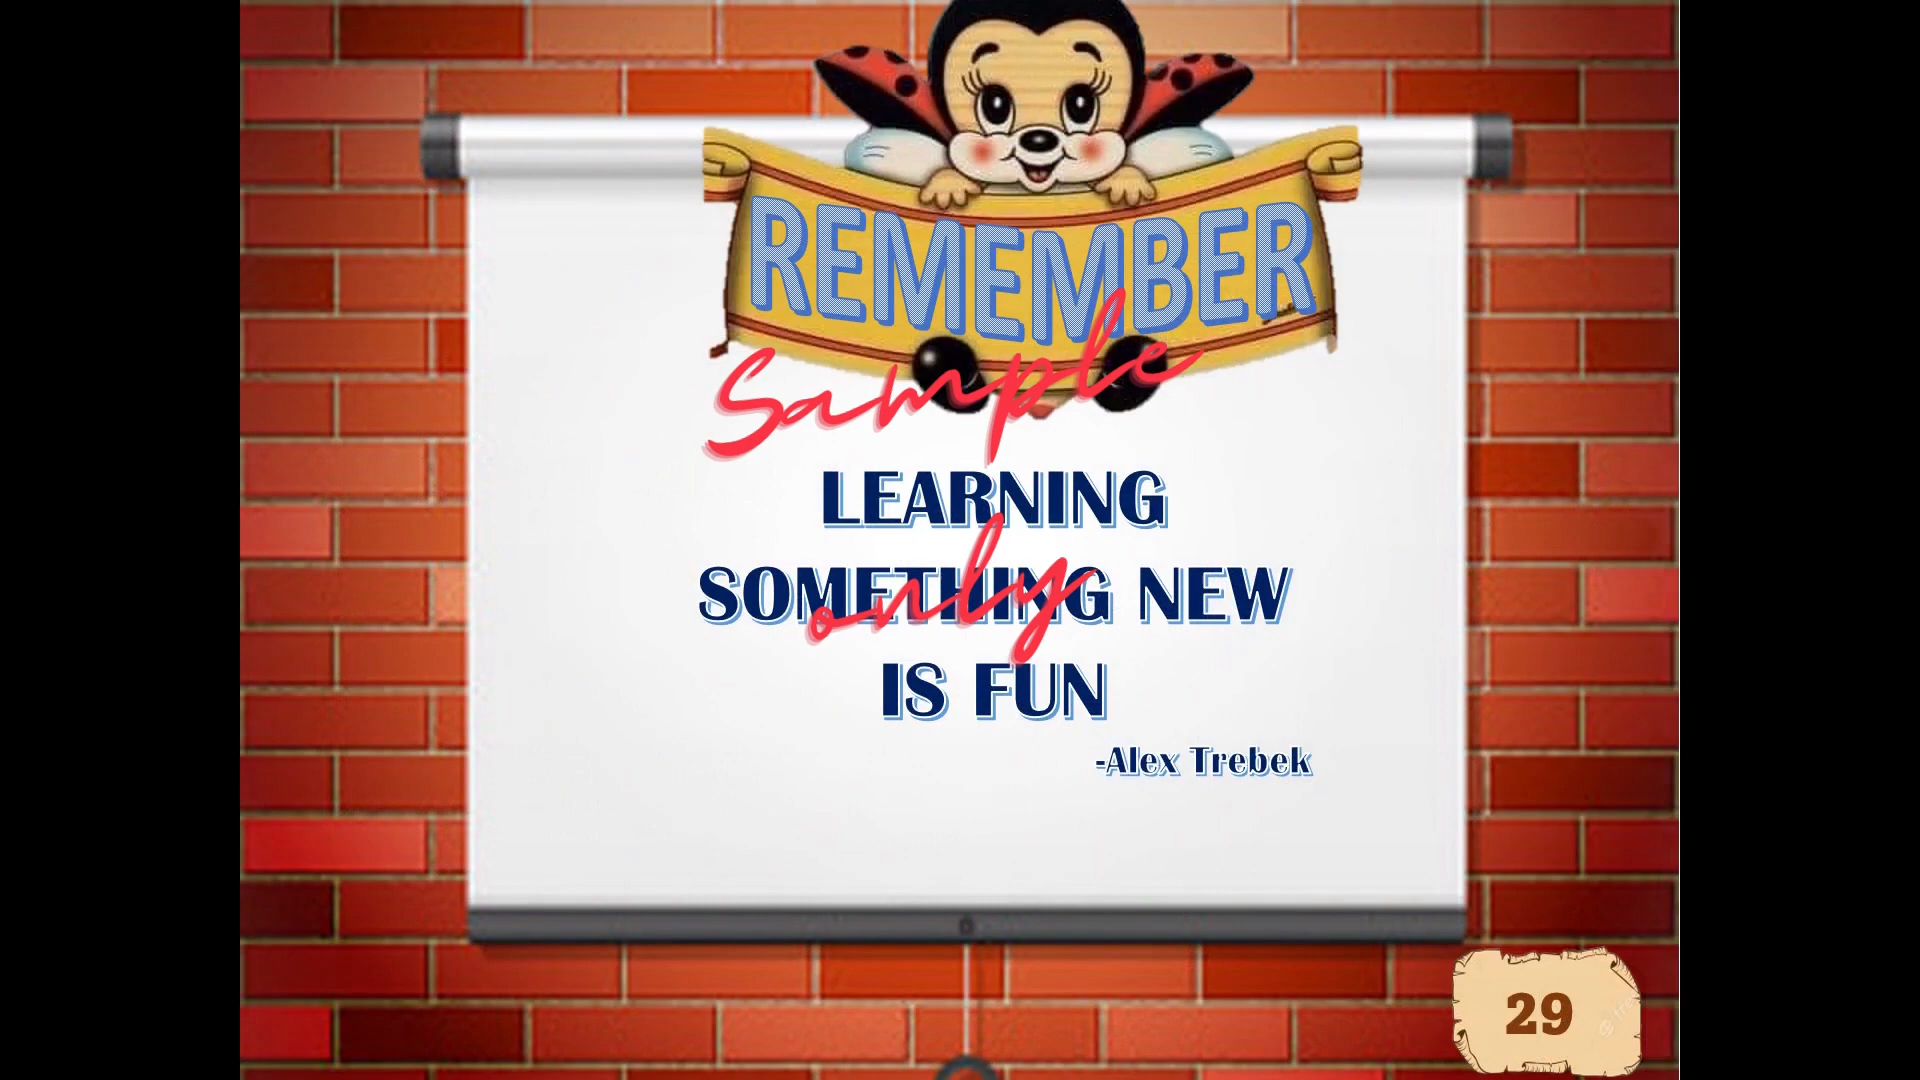 REMEMBER
Sample
LEARNING
only
SOMETHING NEW
IS FUN
-Alex Trebek
29